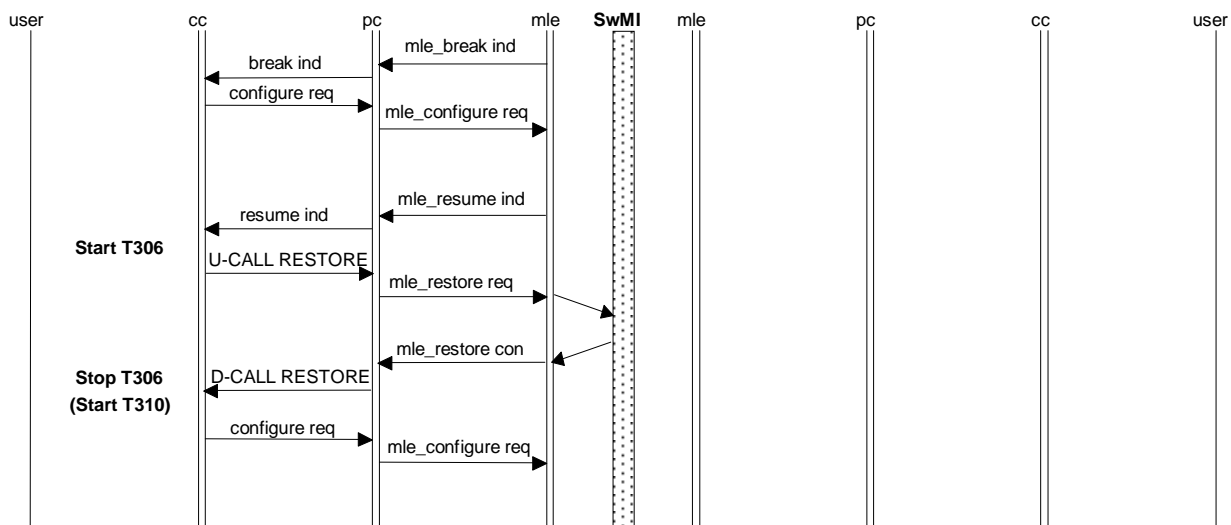 user cc pc mle SwMI mle pc cc user
mle_break ind
break ind
configure req
mle_configure req
mle_resume ind
resume ind
Start T306
U-CALL RESTORE
mle_restore req
mle_restore con
Stop T306 D-CALL RESTORE
(Start T310)
configure req
mle_configure req